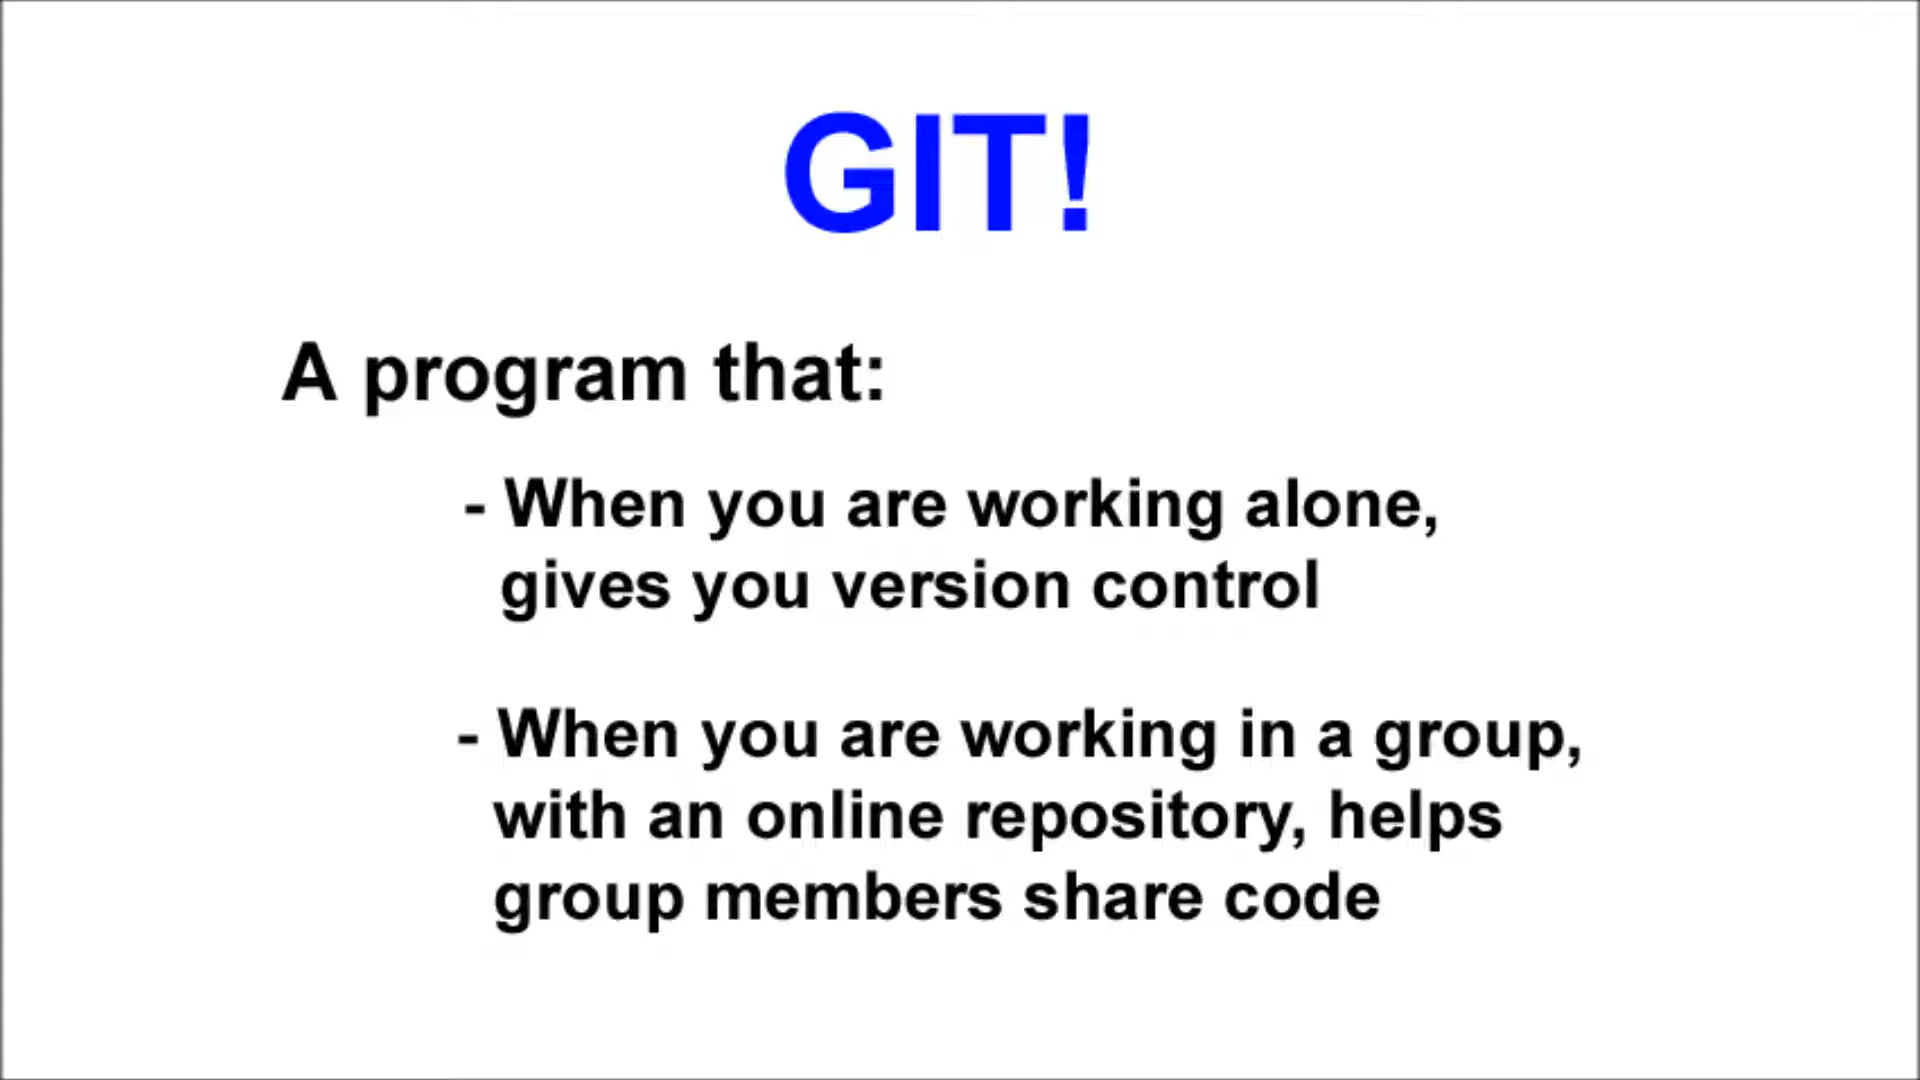 GIT!
A program that:
- When you are working alone,
gives you version control
- When you are working in a group,
with an online repository, helps
group members share code